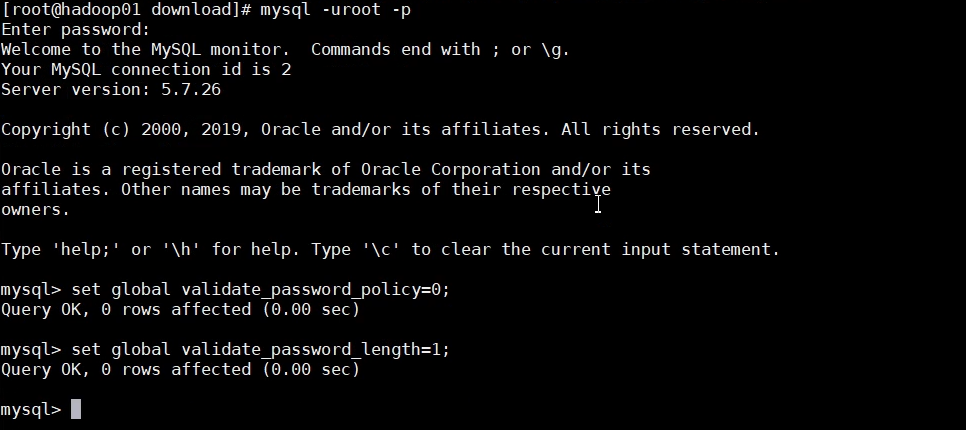 [root@hadoop01 download]# mysql -uroot -p
Enter password:
Welcome to the MySQL monitor.  Commands end with ; or \g.
Your MySQL connection id is 2
Server version: 5.7.26
Copyright (c) 2000, 2019, Oracle and/or its affiliates. All rights reserved.
Oracle is a registered trademark of Oracle Corporation and/or its
affiliates. Other names may be trademarks of their respective
owners.
Type 'help;' or '\h' for help. Type '\c' to clear the current input statement.
mysql> set global validate_password_policy=0;
Query OK, 0 rows affected (0.00 sec)
mysql> set global validate_password_length=1;
Query OK, 0 rows affected (0.00 sec)
mysql>